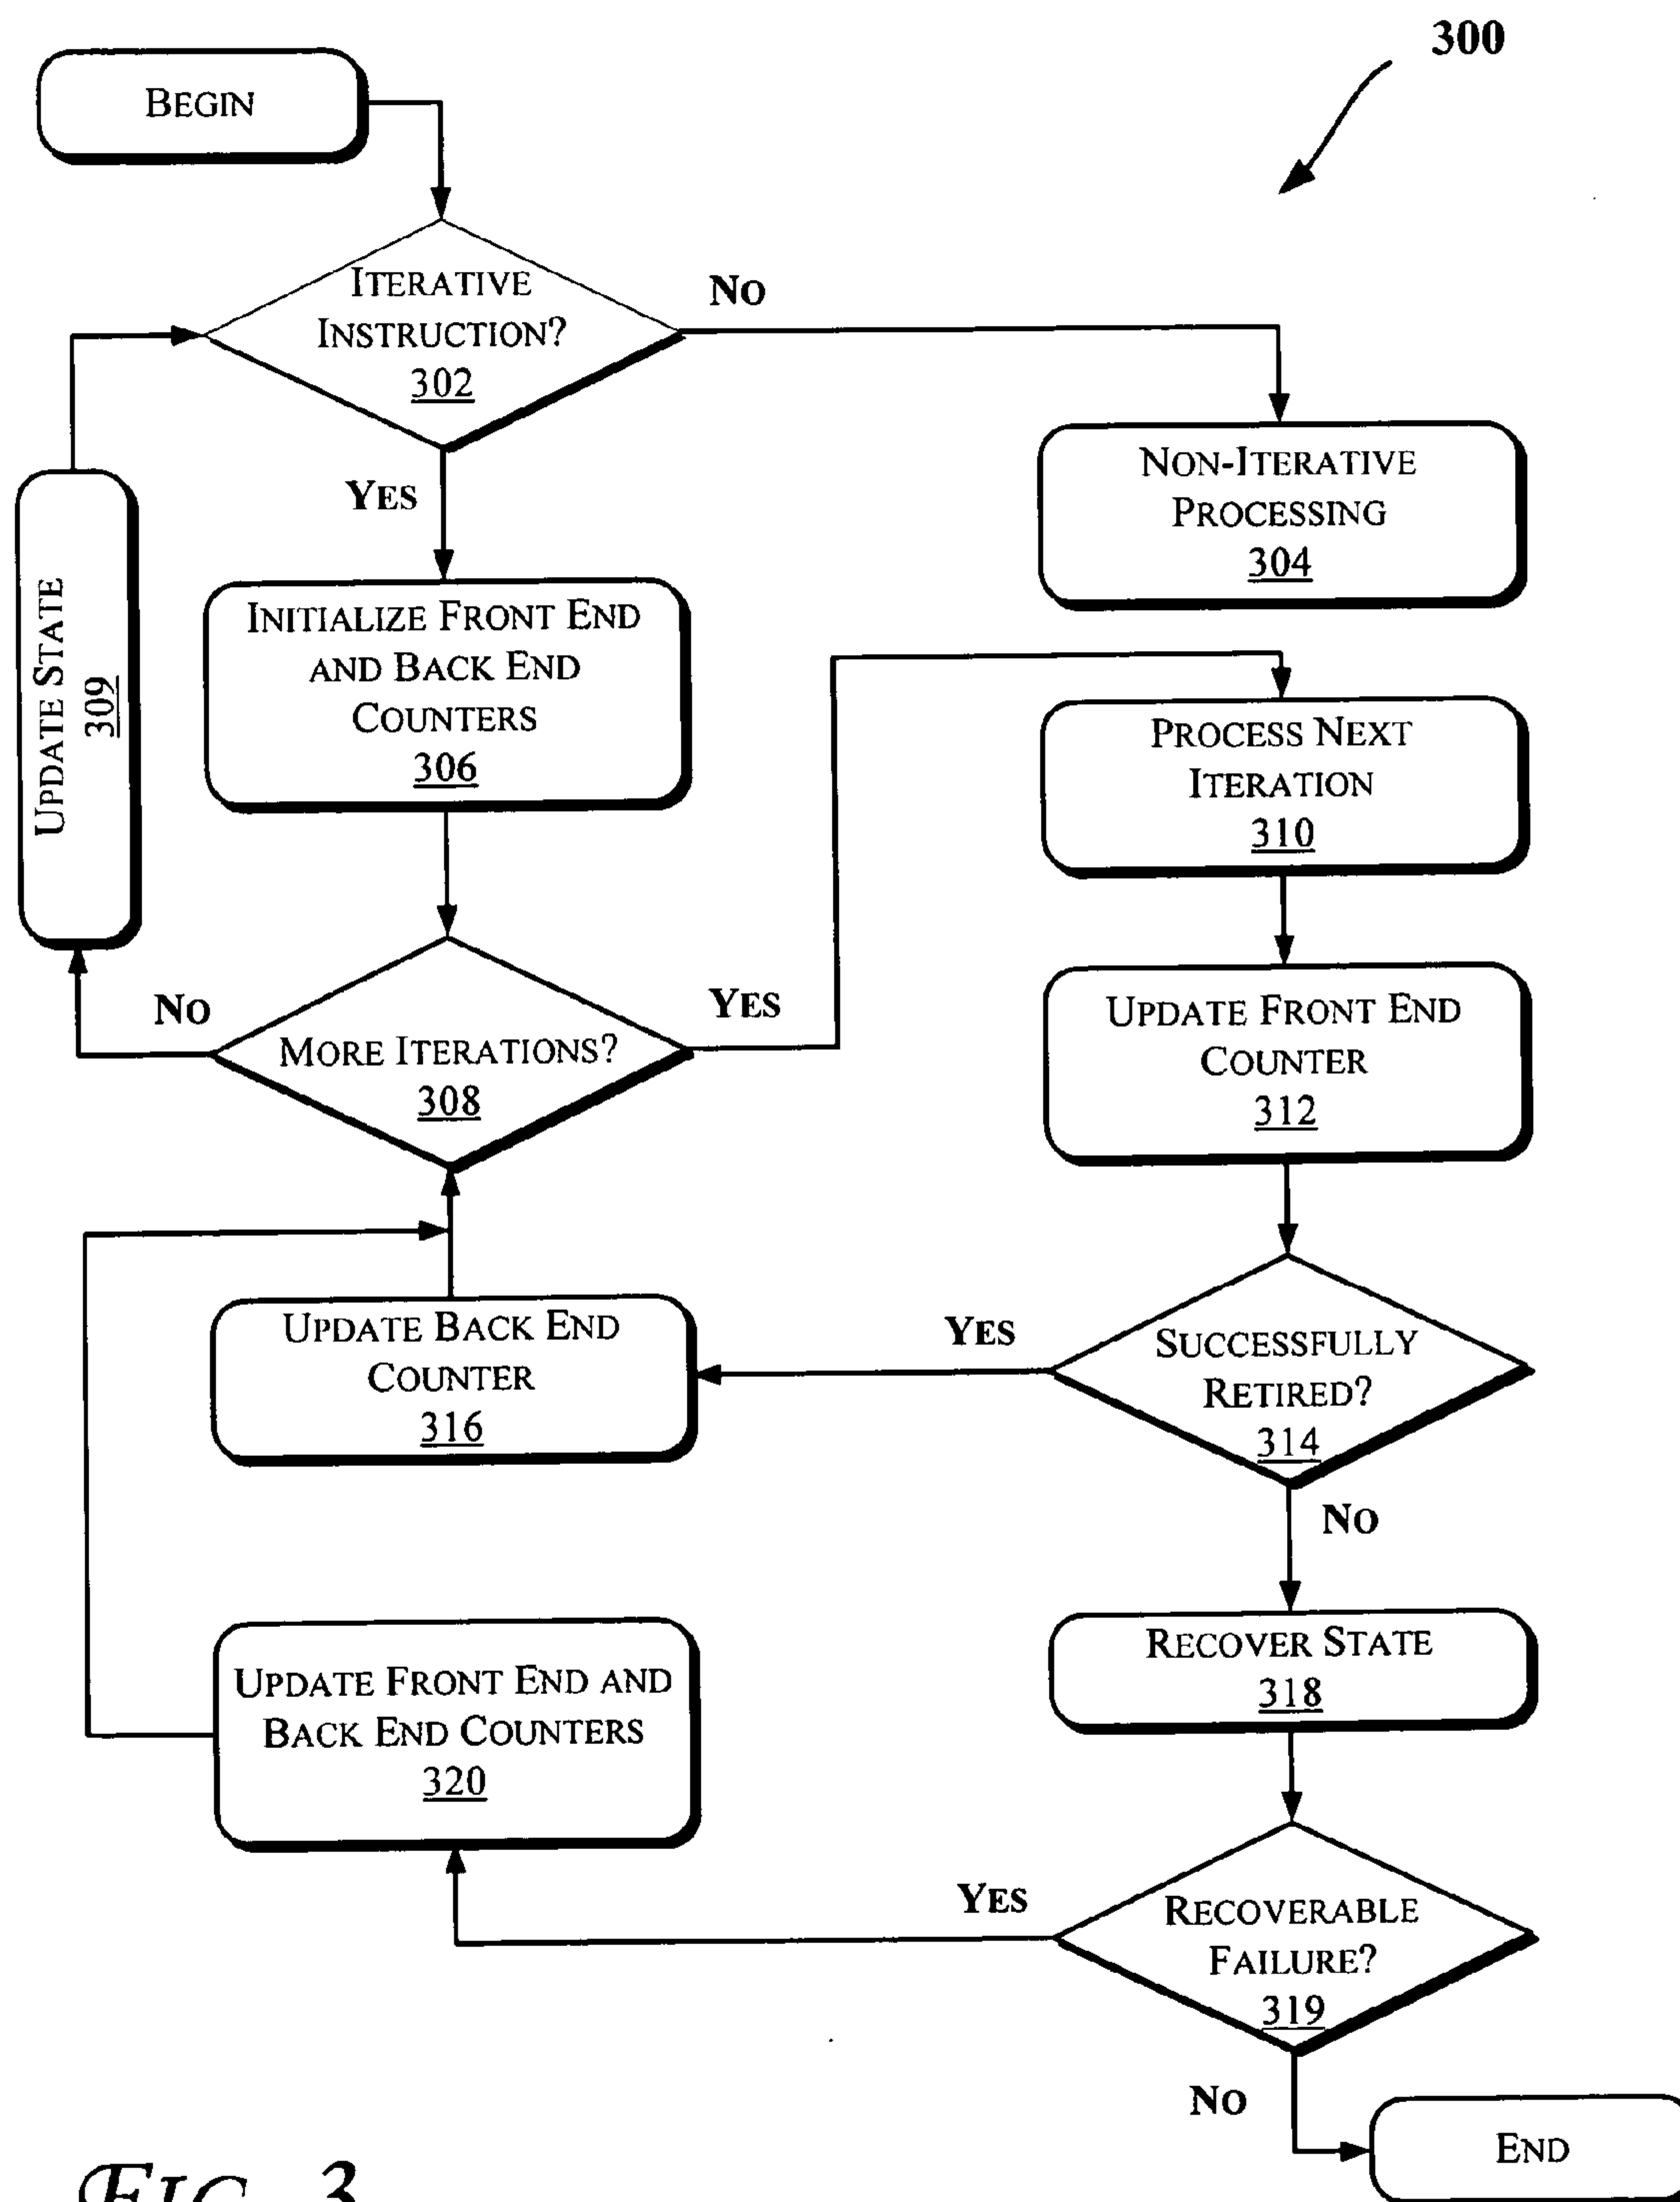 300
BEGIN
ITERATIVE
INSTRUCTION?
302
NO
YES
NON-ITERATIVE
PROCESSING
304
UPDATE STATE
309
INITIALIZE FRONT END
AND BACK END
COUNTERS
306
PROCESS NEXT
ITERATION
310
NO
MORE ITERATIONS?
308
YES
UPDATE FRONT END
COUNTER
312
UPDATE BACK END
COUNTER
316
YES
SUCCESSFULLY
RETIRED?
314
NO
RECOVER STATE
318
UPDATE FRONT END AND
BACK END COUNTERS
320
YES
RECOVERABLE
FAILURE?
319
NO
END
FIG. 3